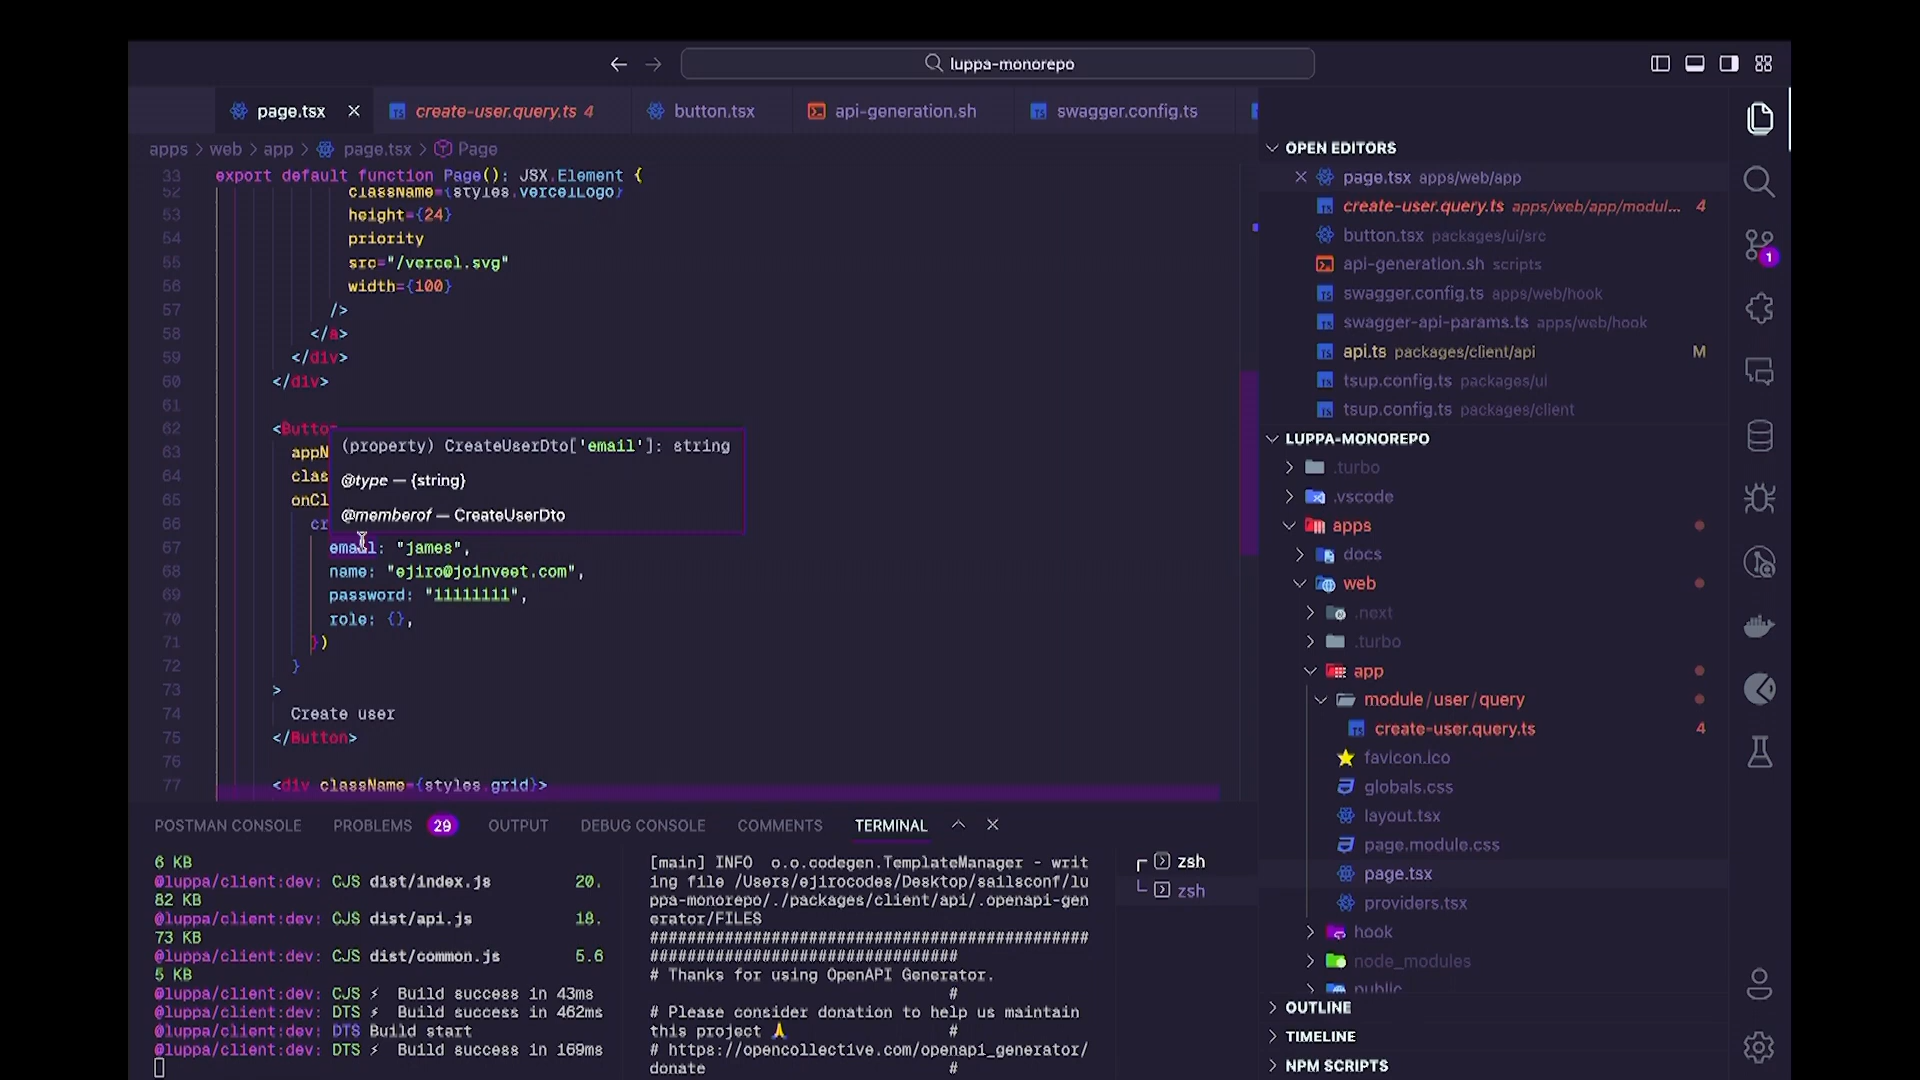 luppa-monorepo
page.tsx
create-user.query.ts 4
button.tsx
api-generation.sh
swagger.config.ts
apps > web > app > page.tsx > Page
33 export default function Page(): JSX.Element {
52 className={styles.vercelLogo}
53 height={24}
54 priority
55 src="/vercel.svg"
56 width={100}
57 />
58 </a>
59 </div>
60 </div>
61
62 <Button
63 appN
64 clas
65 onCl
66 cr
(property) CreateUserDto['email']: string
@type — {string}
@memberof — CreateUserDto
67 email: "james",
68 name: "ejiro@joinveet.com",
69 password: "11111111",
70 role: {},
71 })
72 }
73 >
74 Create user
75 </Button>
76
77 <div className={styles.grid}>
POSTMAN CONSOLE
PROBLEMS 29
OUTPUT
DEBUG CONSOLE
COMMENTS
TERMINAL
6 KB
@luppa/client:dev: CJS dist/index.js 20.
82 KB
@luppa/client:dev: CJS dist/api.js 18.
73 KB
@luppa/client:dev: CJS dist/common.js 5.6
5 KB
@luppa/client:dev: CJS ⚡ Build success in 43ms
@luppa/client:dev: DTS ⚡ Build success in 462ms
@luppa/client:dev: DTS Build start
@luppa/client:dev: DTS ⚡ Build success in 169ms
[main] INFO o.o.codegen.TemplateManager - writ
ing file /Users/ejirocodes/Desktop/sailsconf/lu
ppa-monorepo/./packages/client/api/.openapi-gen
erator/FILES
###############################################
#################################
# Thanks for using OpenAPI Generator.
#
# Please consider donation to help us maintain
this project 🙏 #
# https://opencollective.com/openapi_generator/
donate #
zsh
zsh
OPEN EDITORS
page.tsx apps/web/app
create-user.query.ts apps/web/app/modul... 4
button.tsx packages/ui/src
api-generation.sh scripts
swagger.config.ts apps/web/hook
swagger-api-params.ts apps/web/hook
api.ts packages/client/api M
tsup.config.ts packages/ui
tsup.config.ts packages/client
LUPPA-MONOREPO
.turbo
.vscode
apps
docs
web
.next
.turbo
app
module/user/query
create-user.query.ts 4
favicon.ico
globals.css
layout.tsx
page.module.css
page.tsx
providers.tsx
hook
node_modules
public
OUTLINE
TIMELINE
NPM SCRIPTS
1